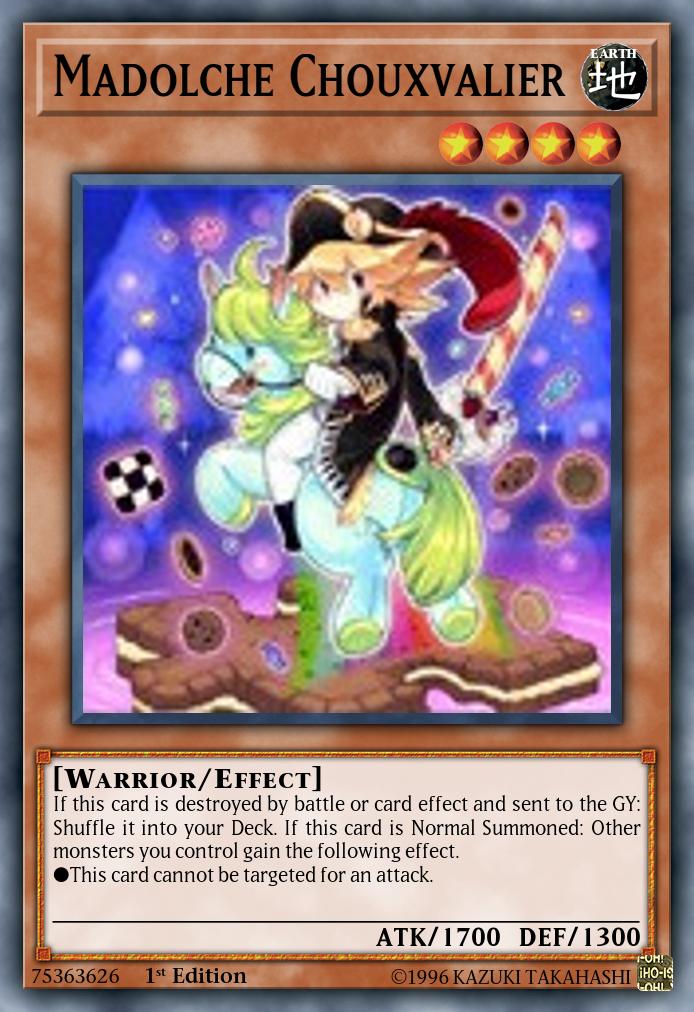 MADOLCHE CHOUXVALIER
EARTH
地
[WARRIOR/EFFECT]
If this card is destroyed by battle or card effect and sent to the GY:
Shuffle it into your Deck. If this card is Normal Summoned: Other
monsters you control gain the following effect.
●This card cannot be targeted for an attack.
ATK/1700 DEF/1300
75363626 1st Edition ©1996 KAZUKI TAKAHASHI